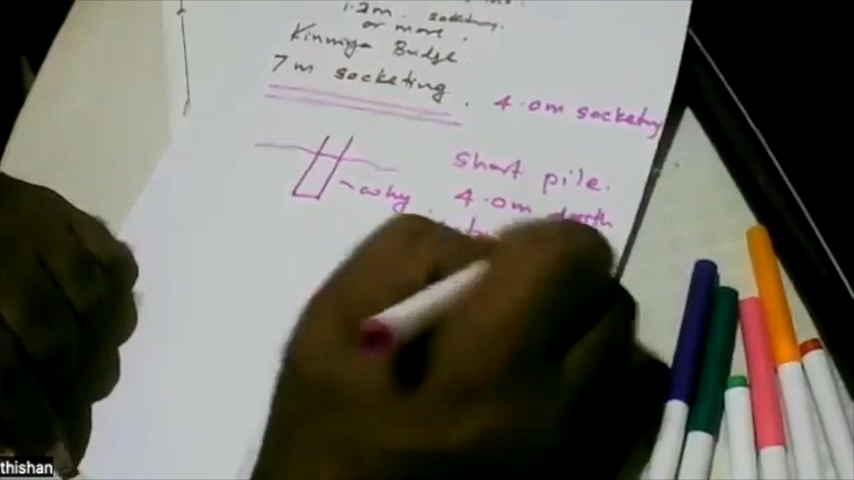 1.2m. socketing.
or more.
Kinniya Bridge.
7m socketing.
4.0m socketing
Short pile.
why
4.0m depth
thishan